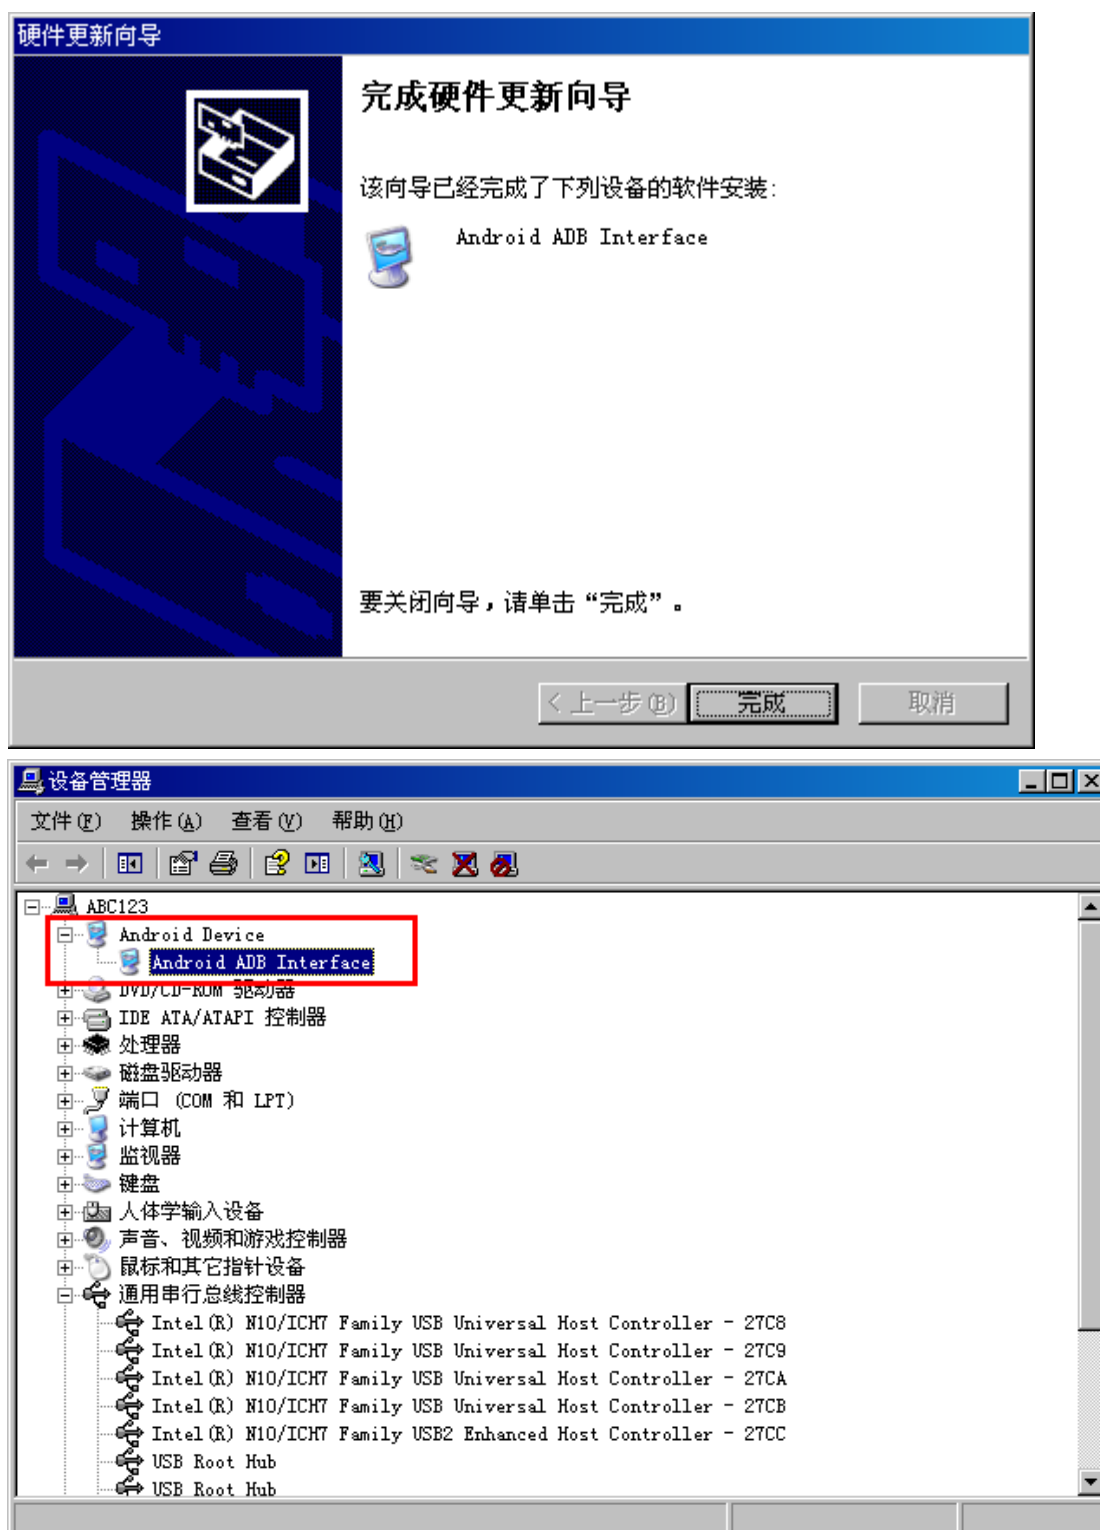 硬件更新向导
完成硬件更新向导
该向导已经完成了下列设备的软件安装:
Android ADB Interface
要关闭向导,请单击“完成”。
< 上一步(B) 完成 取消
设备管理器
文件(F) 操作(A) 查看(V) 帮助(H)
ABC123
Android Device
Android ADB Interface
DVD/CD-ROM 驱动器
IDE ATA/ATAPI 控制器
处理器
磁盘驱动器
端口 (COM 和 LPT)
计算机
监视器
键盘
人体学输入设备
声音、视频和游戏控制器
鼠标和其它指针设备
通用串行总线控制器
Intel(R) N10/ICH7 Family USB Universal Host Controller - 27C8
Intel(R) N10/ICH7 Family USB Universal Host Controller - 27C9
Intel(R) N10/ICH7 Family USB Universal Host Controller - 27CA
Intel(R) N10/ICH7 Family USB Universal Host Controller - 27CB
Intel(R) N10/ICH7 Family USB2 Enhanced Host Controller - 27CC
USB Root Hub
USB Root Hub